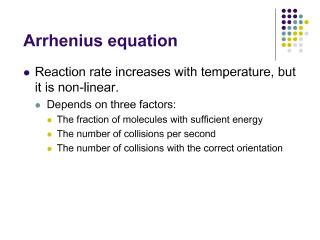 Arrhenius equation
Reaction rate increases with temperature, but
it is non-linear.
Depends on three factors:
The fraction of molecules with sufficient energy
The number of collisions per second
The number of collisions with the correct orientation